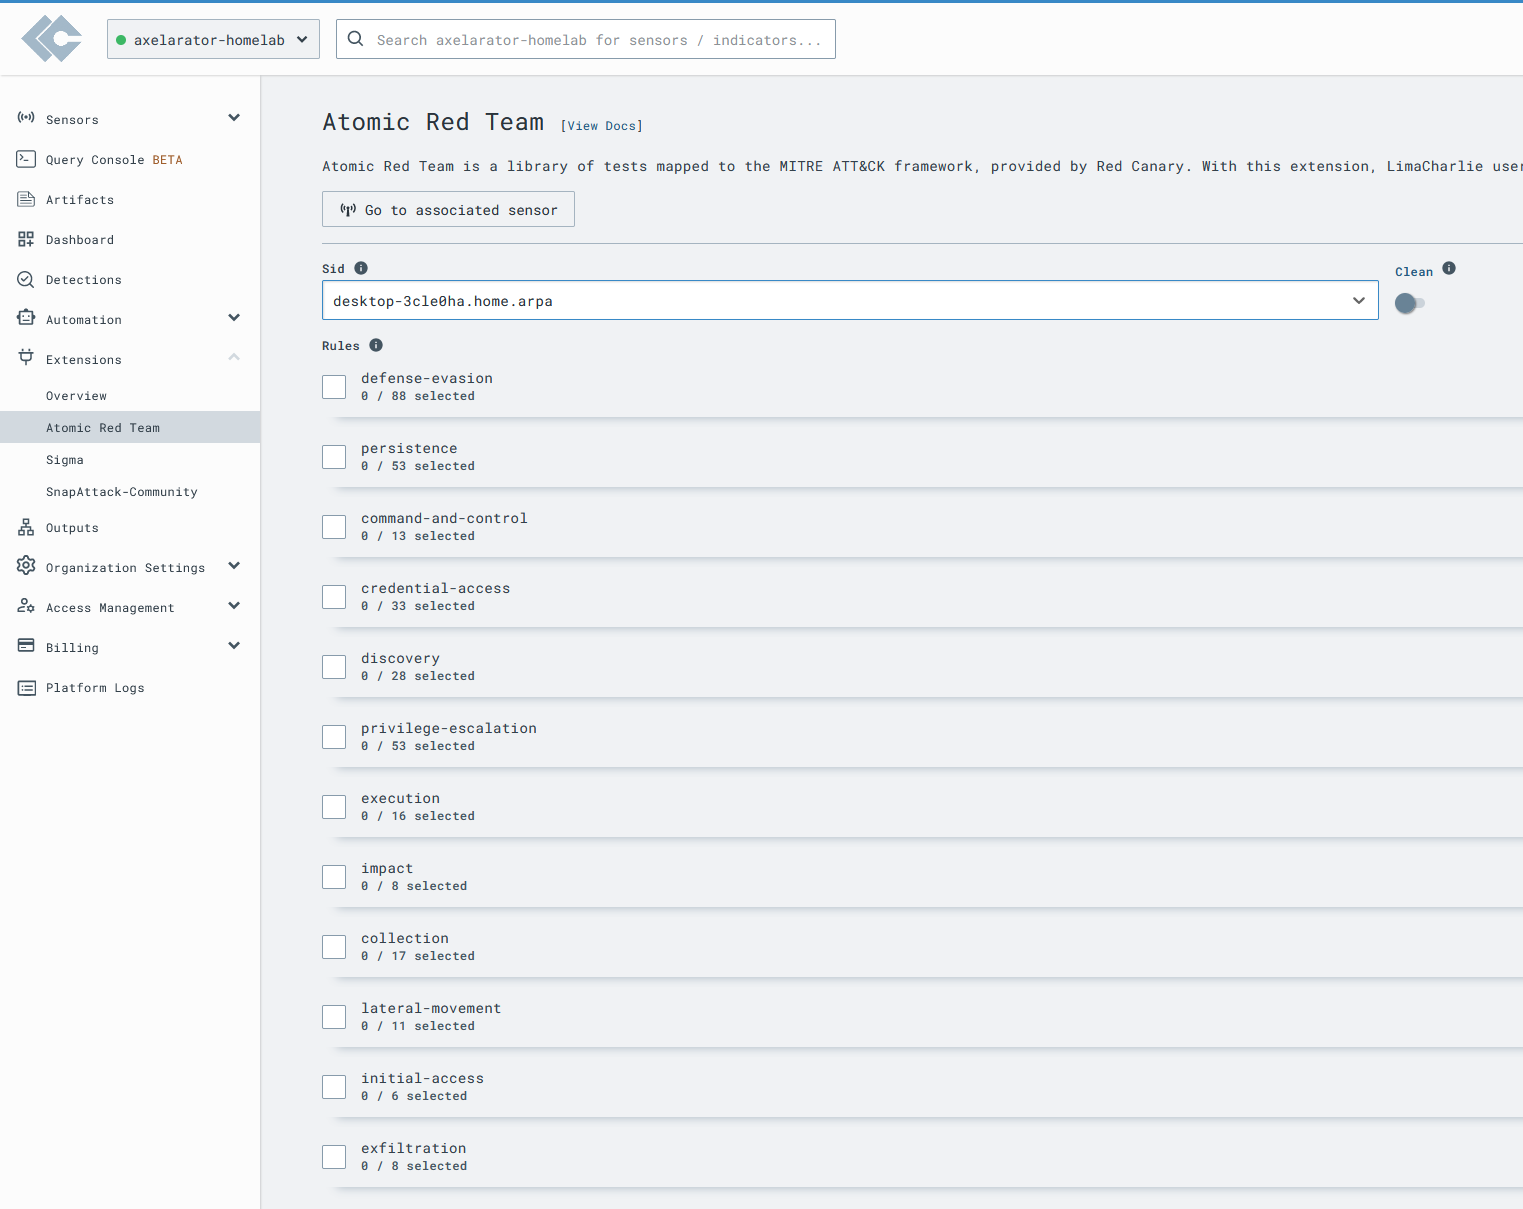 axelarator-homelab
Search axelarator-homelab for sensors / indicators...
Sensors
Query Console BETA
Artifacts
Dashboard
Detections
Automation
Extensions
Overview
Atomic Red Team
Sigma
SnapAttack-Community
Outputs
Organization Settings
Access Management
Billing
Platform Logs
Atomic Red Team [View Docs]
Atomic Red Team is a library of tests mapped to the MITRE ATT&CK framework, provided by Red Canary. With this extension, LimaCharlie user
Go to associated sensor
Sid
Clean
desktop-3cle0ha.home.arpa
Rules
defense-evasion
0 / 88 selected
persistence
0 / 53 selected
command-and-control
0 / 13 selected
credential-access
0 / 33 selected
discovery
0 / 28 selected
privilege-escalation
0 / 53 selected
execution
0 / 16 selected
impact
0 / 8 selected
collection
0 / 17 selected
lateral-movement
0 / 11 selected
initial-access
0 / 6 selected
exfiltration
0 / 8 selected